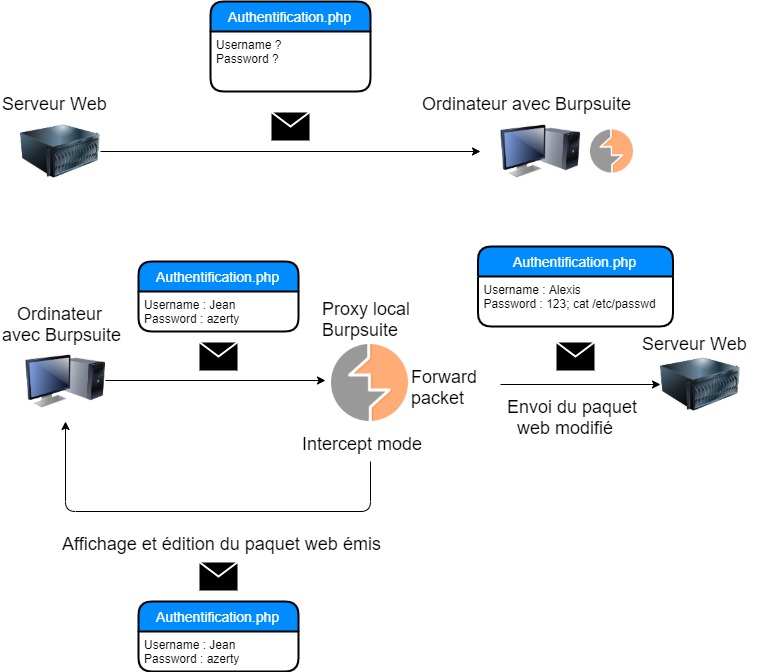 Authentification.php
Username ?
Password ?
Serveur Web
Ordinateur avec Burpsuite
Authentification.php
Username : Jean
Password : azerty
Authentification.php
Username : Alexis
Password : 123; cat /etc/passwd
Ordinateur
avec Burpsuite
Proxy local
Burpsuite
Serveur Web
Forward
packet
Envoi du paquet
web modifié
Intercept mode
Affichage et édition du paquet web émis
Authentification.php
Username : Jean
Password : azerty